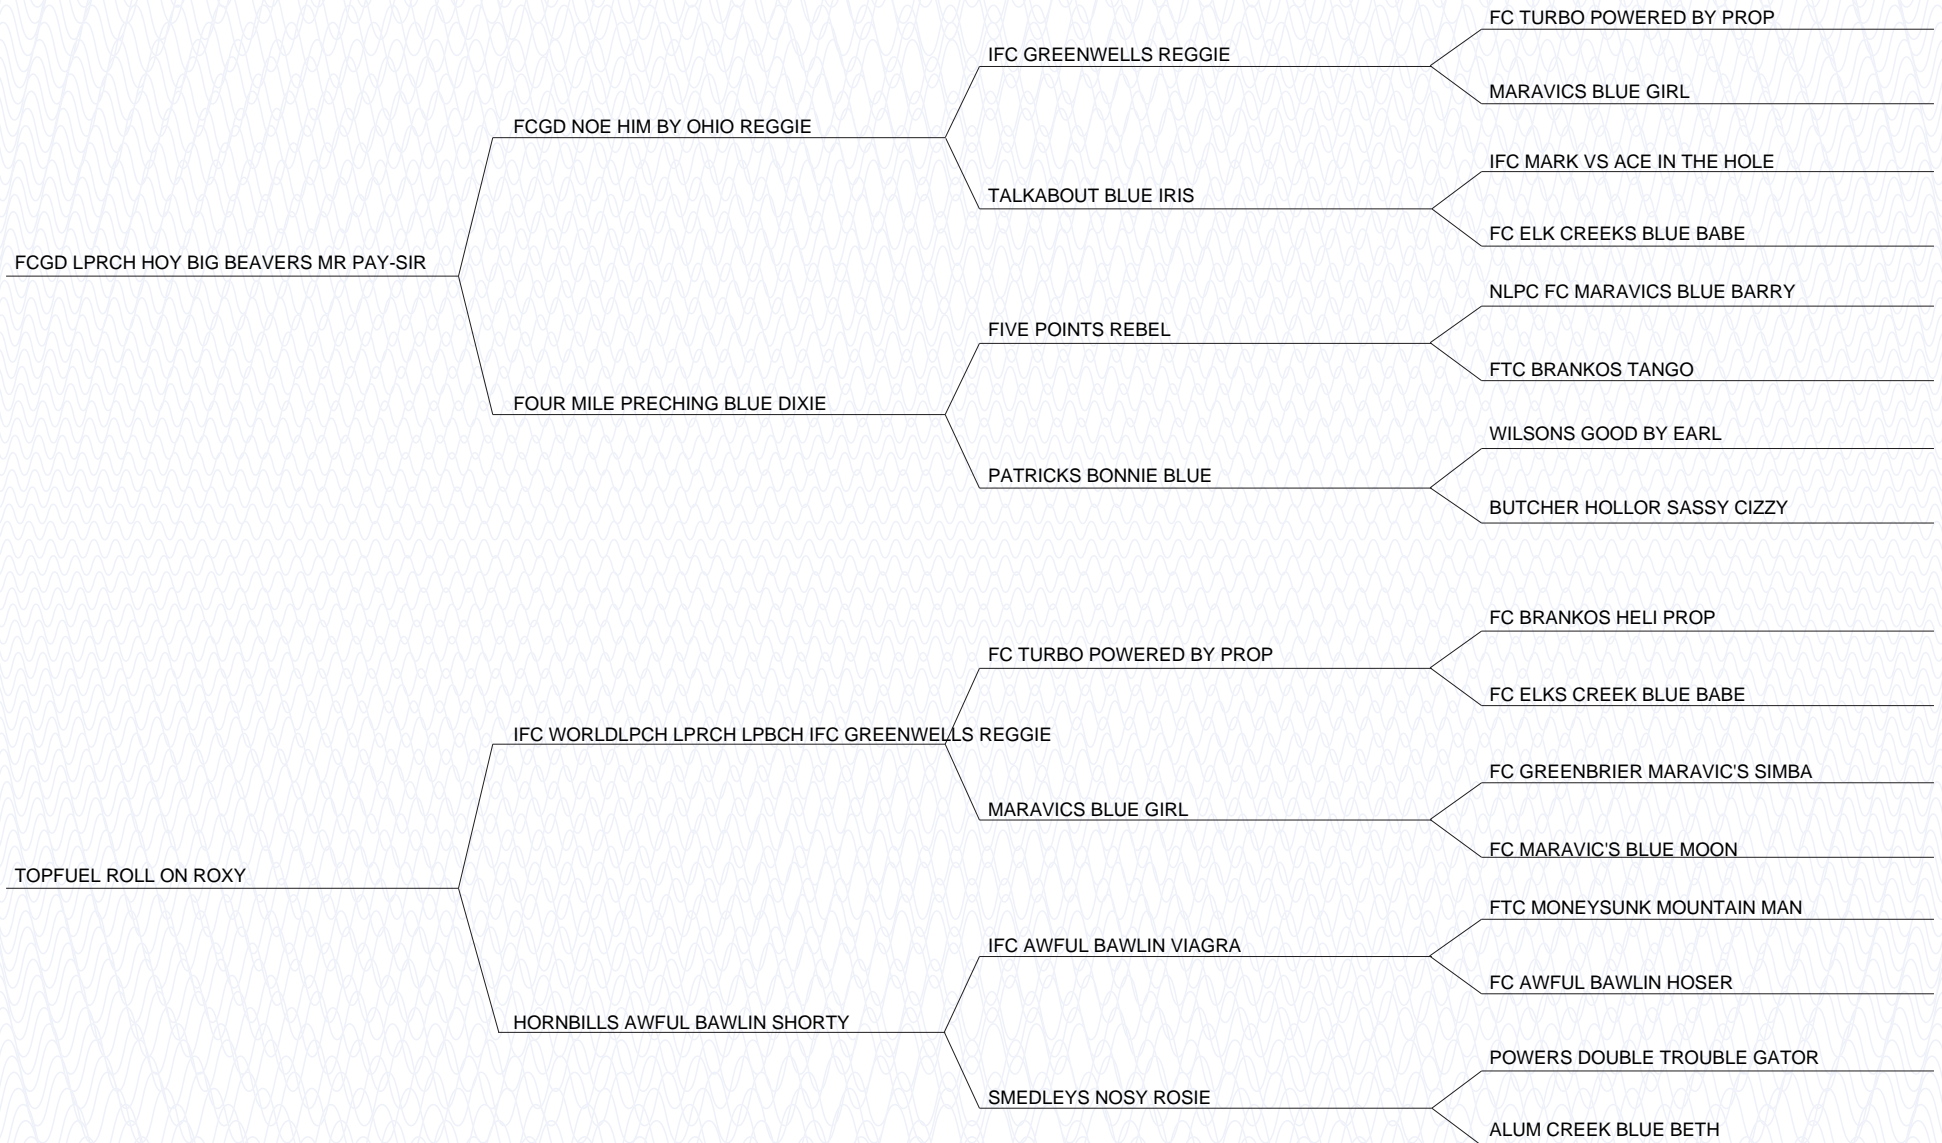 FC TURBO POWERED BY PROP
IFC GREENWELLS REGGIE
MARAVICS BLUE GIRL
FCGD NOE HIM BY OHIO REGGIE
IFC MARK VS ACE IN THE HOLE
TALKABOUT BLUE IRIS
FC ELK CREEKS BLUE BABE
FCGD LPRCH HOY BIG BEAVERS MR PAY-SIR
NLPC FC MARAVICS BLUE BARRY
FIVE POINTS REBEL
FTC BRANKOS TANGO
FOUR MILE PRECHING BLUE DIXIE
WILSONS GOOD BY EARL
PATRICKS BONNIE BLUE
BUTCHER HOLLOR SASSY CIZZY
FC BRANKOS HELI PROP
FC TURBO POWERED BY PROP
FC ELKS CREEK BLUE BABE
IFC WORLDLPCH LPRCH LPBCH IFC GREENWELLS REGGIE
FC GREENBRIER MARAVIC'S SIMBA
MARAVICS BLUE GIRL
FC MARAVIC'S BLUE MOON
TOPFUEL ROLL ON ROXY
FTC MONEYSUNK MOUNTAIN MAN
IFC AWFUL BAWLIN VIAGRA
FC AWFUL BAWLIN HOSER
HORNBILLS AWFUL BAWLIN SHORTY
POWERS DOUBLE TROUBLE GATOR
SMEDLEYS NOSY ROSIE
ALUM CREEK BLUE BETH